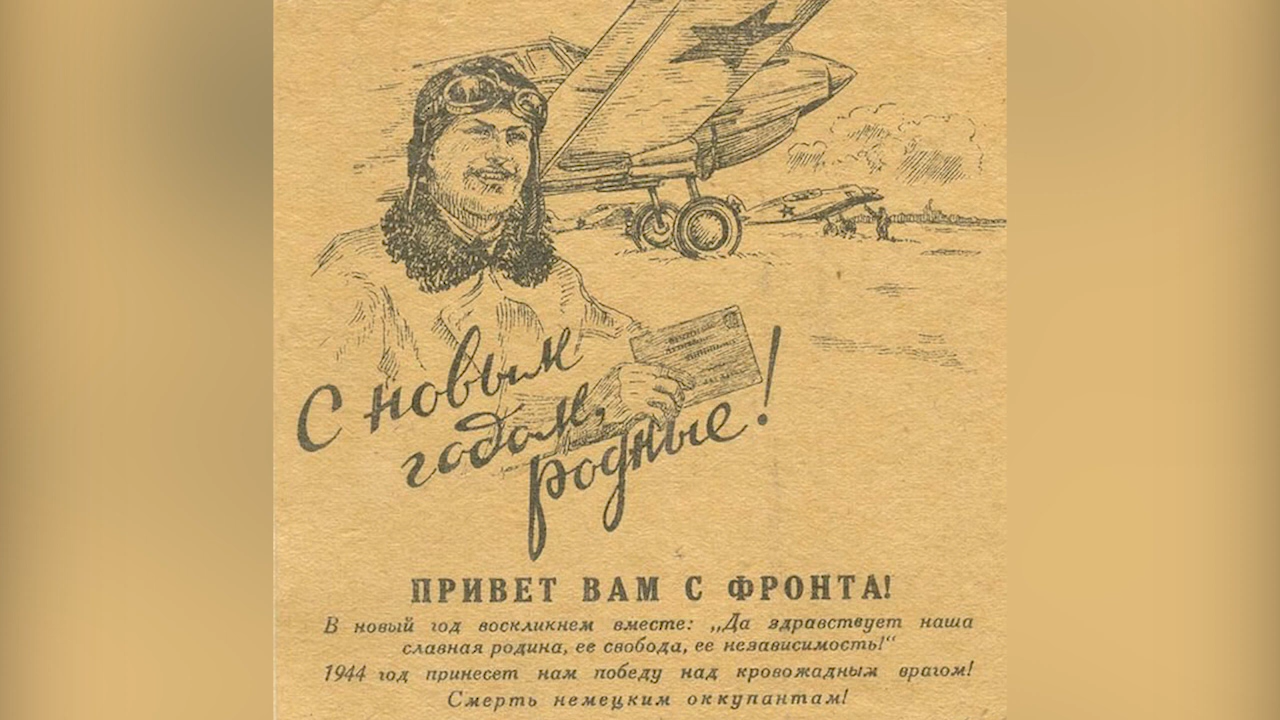 С новым
годом,
родные!
ПРИВЕТ ВАМ С ФРОНТА!
В новый год воскликнем вместе: „Да здравствует наша
славная родина, ее свобода, ее независимость!“
1944 год принесет нам победу над кровожадным врагом!
Смерть немецким оккупантам!